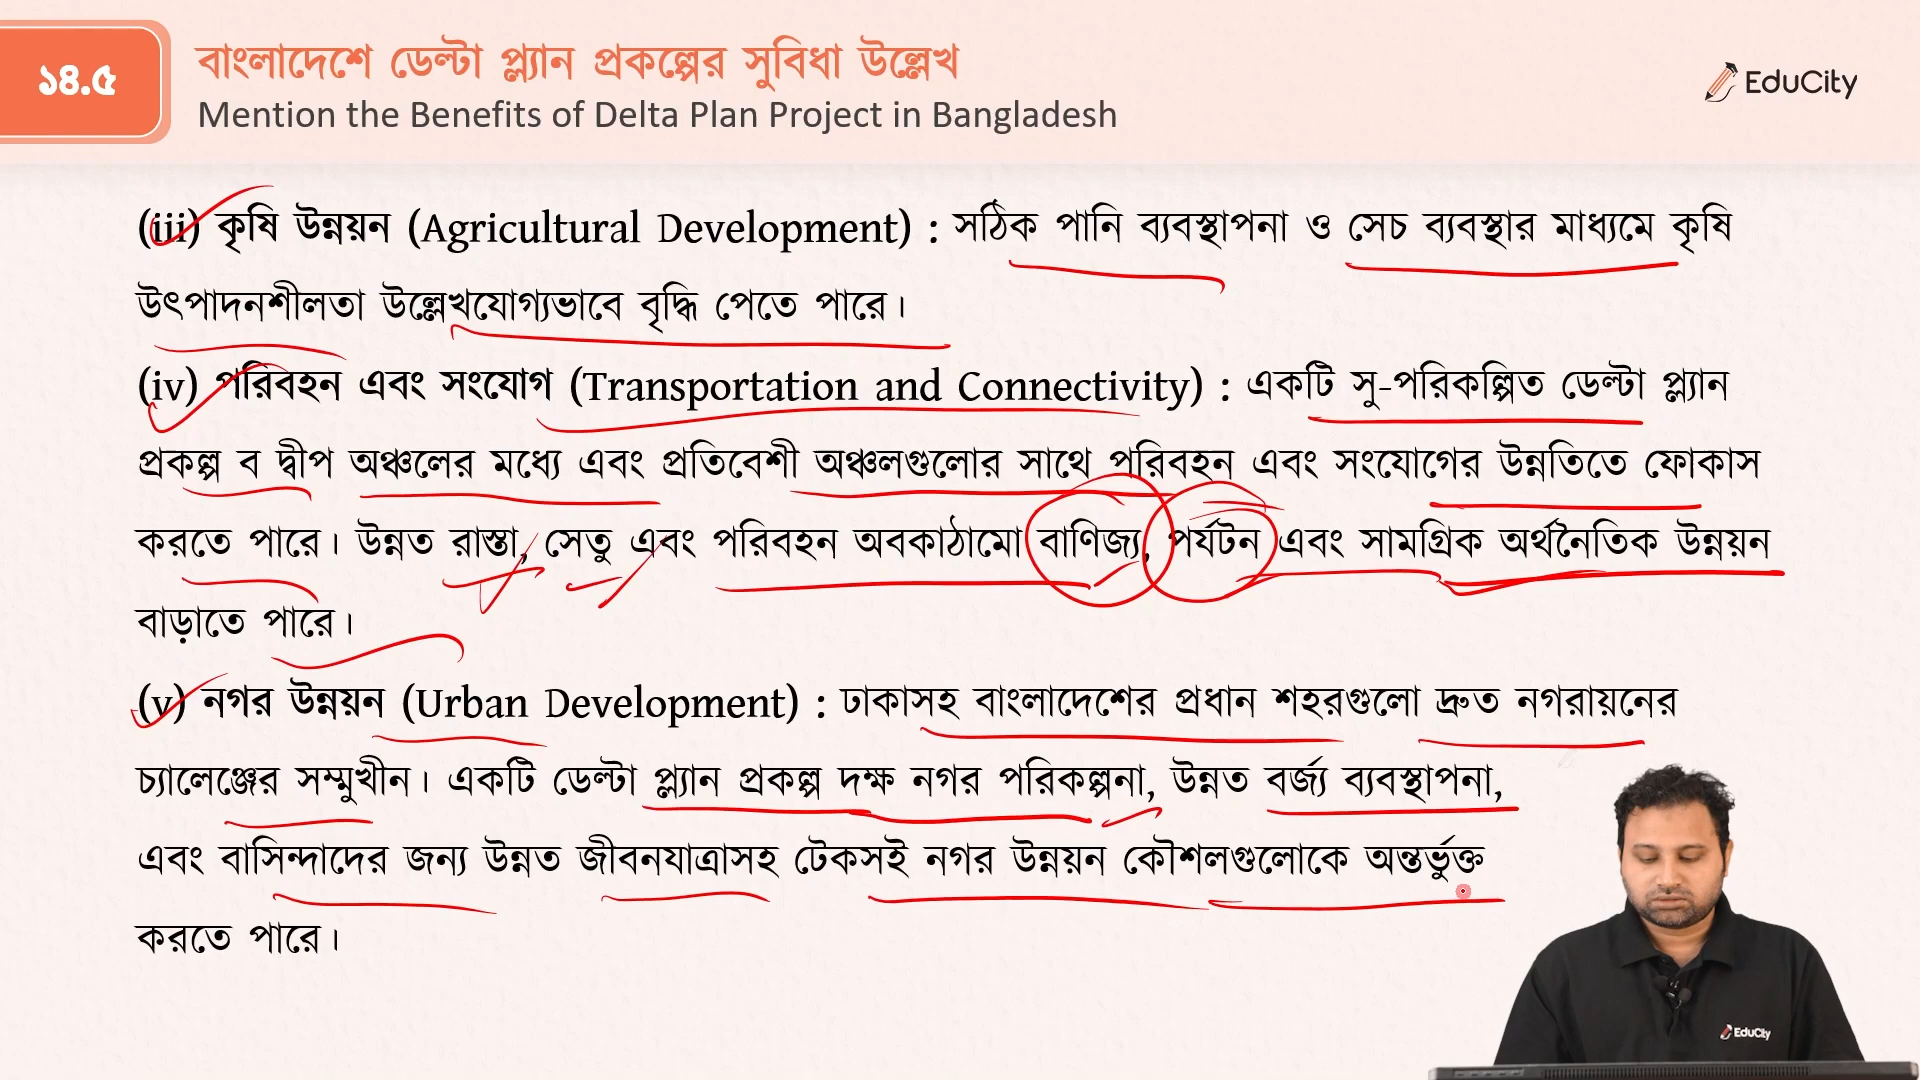 ১৪.৫
বাংলাদেশে ডেল্টা প্ল্যান প্রকল্পের সুবিধা উল্লেখ
Mention the Benefits of Delta Plan Project in Bangladesh
EduCity
(iii) কৃষি উন্নয়ন (Agricultural Development) : সঠিক পানি ব্যবস্থাপনা ও সেচ ব্যবস্থার মাধ্যমে কৃষি
উৎপাদনশীলতা উল্লেখযোগ্যভাবে বৃদ্ধি পেতে পারে।
(iv) পরিবহন এবং সংযোগ (Transportation and Connectivity) : একটি সু-পরিকল্পিত ডেল্টা প্ল্যান
প্রকল্প ব দ্বীপ অঞ্চলের মধ্যে এবং প্রতিবেশী অঞ্চলগুলোর সাথে পরিবহন এবং সংযোগের উন্নতিতে ফোকাস
করতে পারে। উন্নত রাস্তা, সেতু এবং পরিবহন অবকাঠামো বাণিজ্য, পর্যটন এবং সামগ্রিক অর্থনৈতিক উন্নয়ন
বাড়াতে পারে।
(v) নগর উন্নয়ন (Urban Development) : ঢাকাসহ বাংলাদেশের প্রধান শহরগুলো দ্রুত নগরায়নের
চ্যালেঞ্জের সম্মুখীন। একটি ডেল্টা প্ল্যান প্রকল্প দক্ষ নগর পরিকল্পনা, উন্নত বর্জ্য ব্যবস্থাপনা,
এবং বাসিন্দাদের জন্য উন্নত জীবনযাত্রাসহ টেকসই নগর উন্নয়ন কৌশলগুলোকে অন্তর্ভুক্ত
করতে পারে।
EduCity